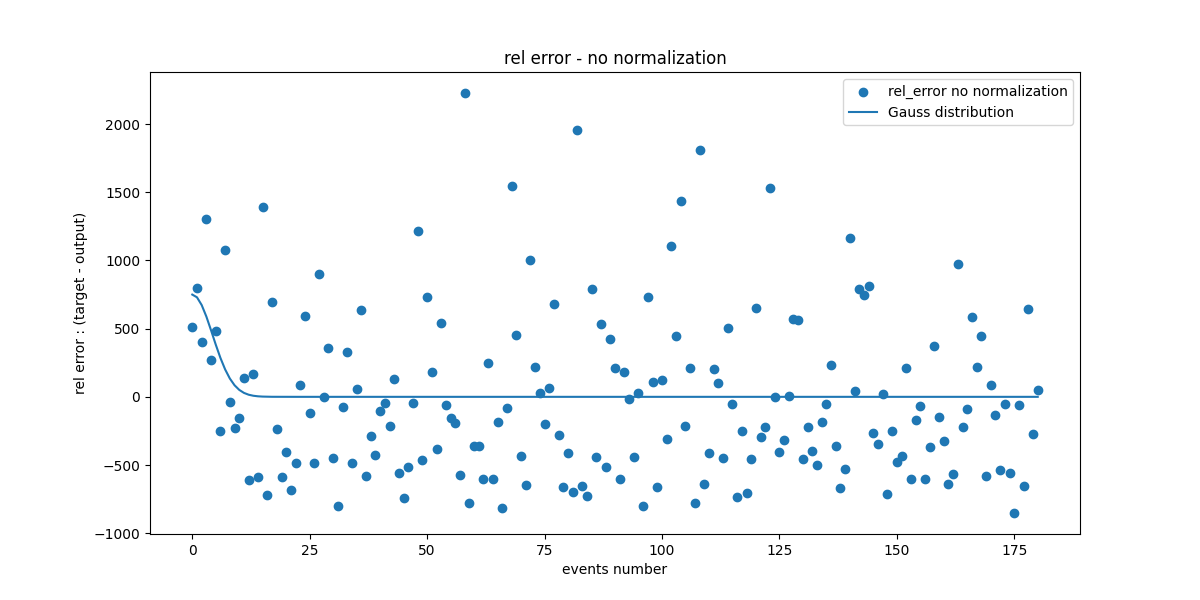 rel error - no normalization
rel_error no normalization
Gauss distribution
2000
1500
1000
500
0
−500
−1000
rel error : (target - output)
0 25 50 75 100 125 150 175
events number